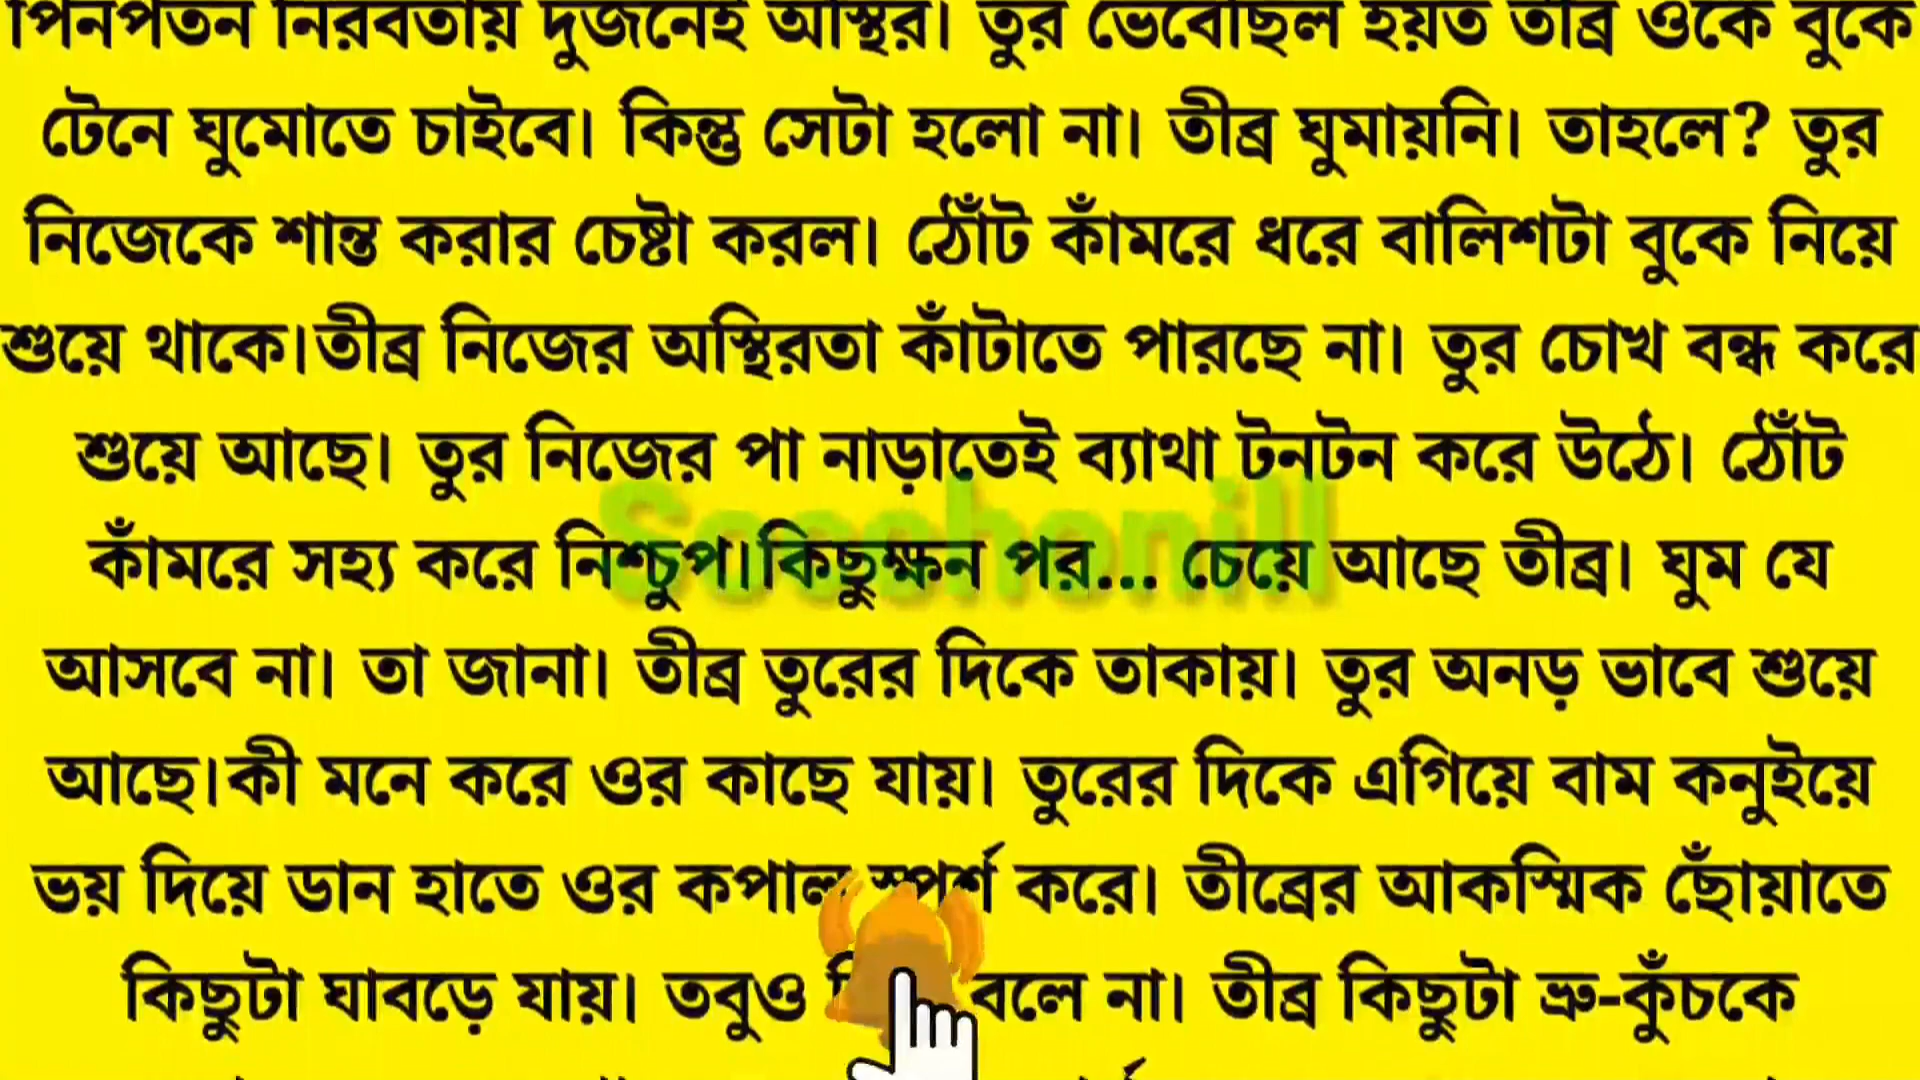 পিনপতন নিরবতায় দুজনেই অস্থির। তুর ভেবেছিল হয়ত তীব্র ওকে বুকে
টেনে ঘুমোতে চাইবে। কিন্তু সেটা হলো না। তীব্র ঘুমায়নি। তাহলে? তুর
নিজেকে শান্ত করার চেষ্টা করল। ঠোঁট কাঁমরে ধরে বালিশটা বুকে নিয়ে
শুয়ে থাকে।তীব্র নিজের অস্থিরতা কাঁটাতে পারছে না। তুর চোখ বন্ধ করে
শুয়ে আছে। তুর নিজের পা নাড়াতেই ব্যাথা টনটন করে উঠে। ঠোঁট
কাঁমরে সহ্য করে নিশ্চুপ।কিছুক্ষন পর... চেয়ে আছে তীব্র। ঘুম যে
আসবে না। তা জানা। তীব্র তুরের দিকে তাকায়। তুর অনড় ভাবে শুয়ে
আছে।কী মনে করে ওর কাছে যায়। তুরের দিকে এগিয়ে বাম কনুইয়ে
ভয় দিয়ে ডান হাতে ওর কপাল স্পর্শ করে। তীব্রের আকস্মিক ছোঁয়াতে
কিছুটা ঘাবড়ে যায়। তবুও বলে না। তীব্র কিছুটা ভ্রু-কুঁচকে